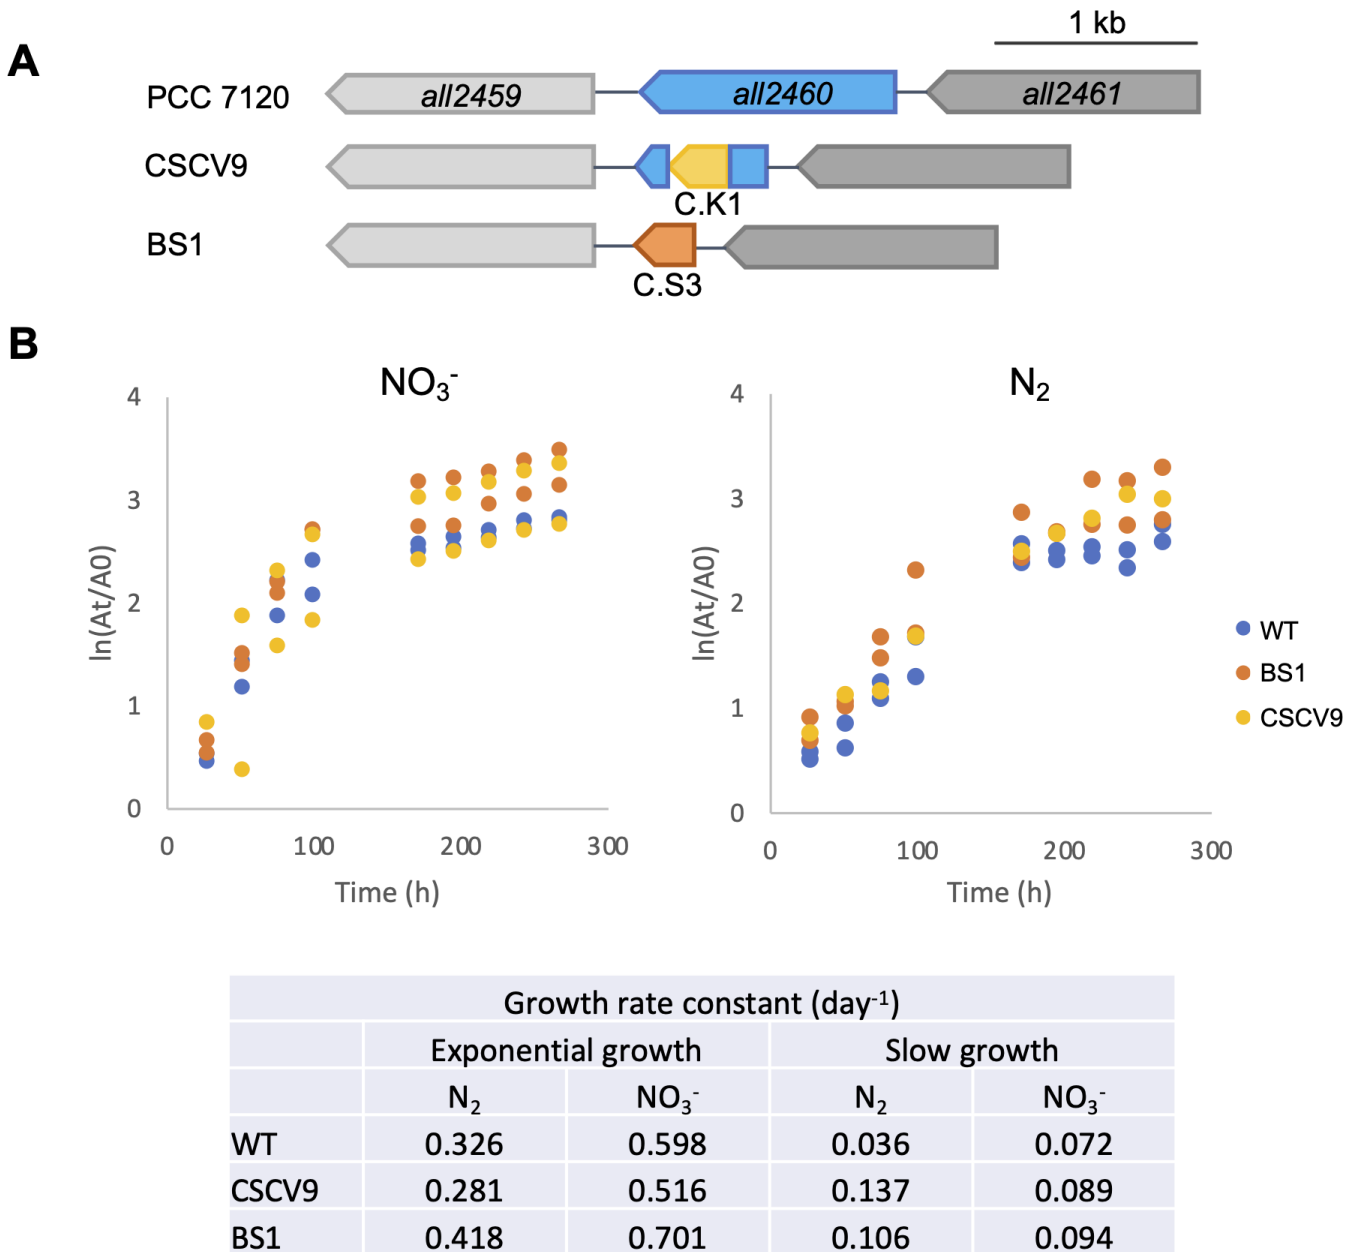 A
1 kb
PCC 7120
all2459
all2460
all2461
CSCV9
C.K1
BS1
C.S3
B
NO₃⁻
N₂
4
3
2
1
0
ln(At/A0)
0 100 200 300
Time (h)
4
3
2
1
0
ln(At/A0)
0 100 200 300
Time (h)
WT
BS1
CSCV9
Growth rate constant (day⁻¹)
Exponential growth Slow growth
N₂ NO₃⁻ N₂ NO₃⁻
WT 0.326 0.598 0.036 0.072
CSCV9 0.281 0.516 0.137 0.089
BS1 0.418 0.701 0.106 0.094